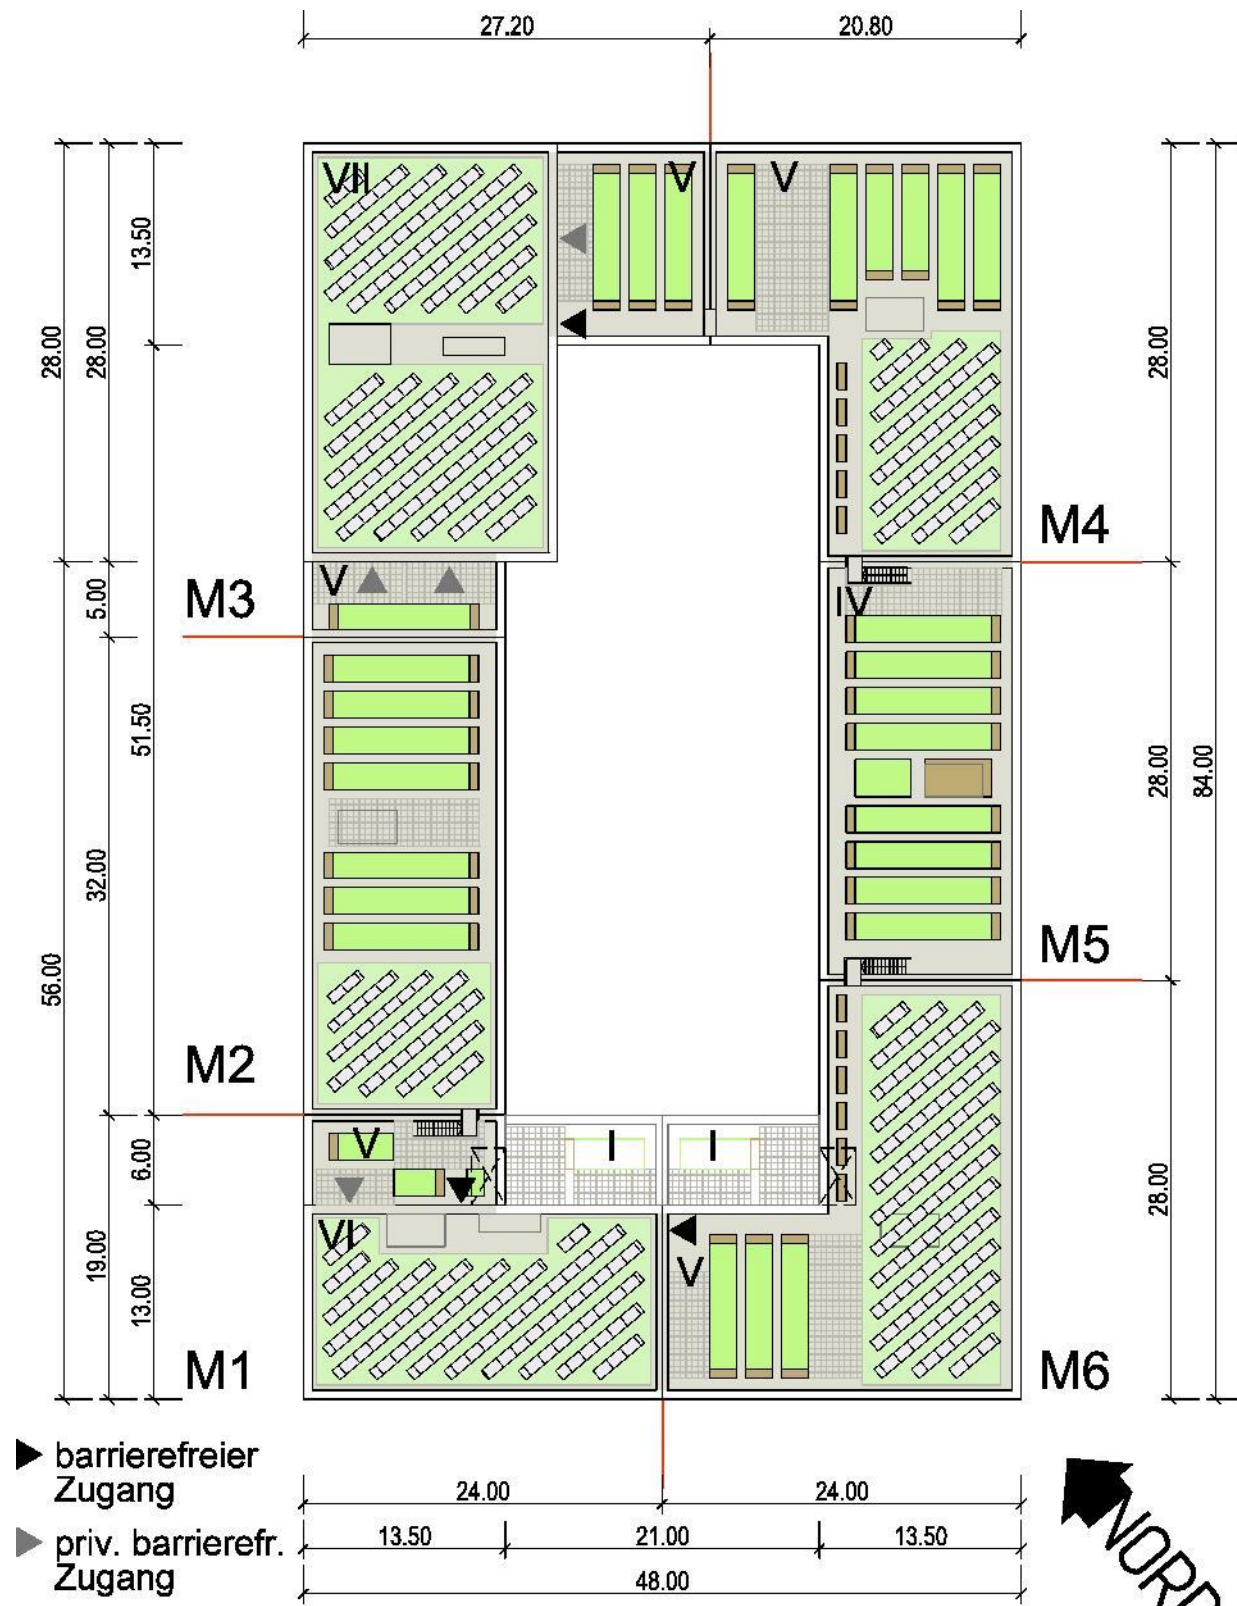 27.20
20.80
VII
V
V
13.50
28.00
28.00
28.00
M4
V
M3
5.00
IV
51.50
28.00
84.00
32.00
M5
56.00
M2
V
I
I
6.00
VI
V
28.00
19.00
13.00
M1
M6
barrierefreier
Zugang
priv. barrierefr.
Zugang
24.00
24.00
13.50
21.00
13.50
48.00
NORD